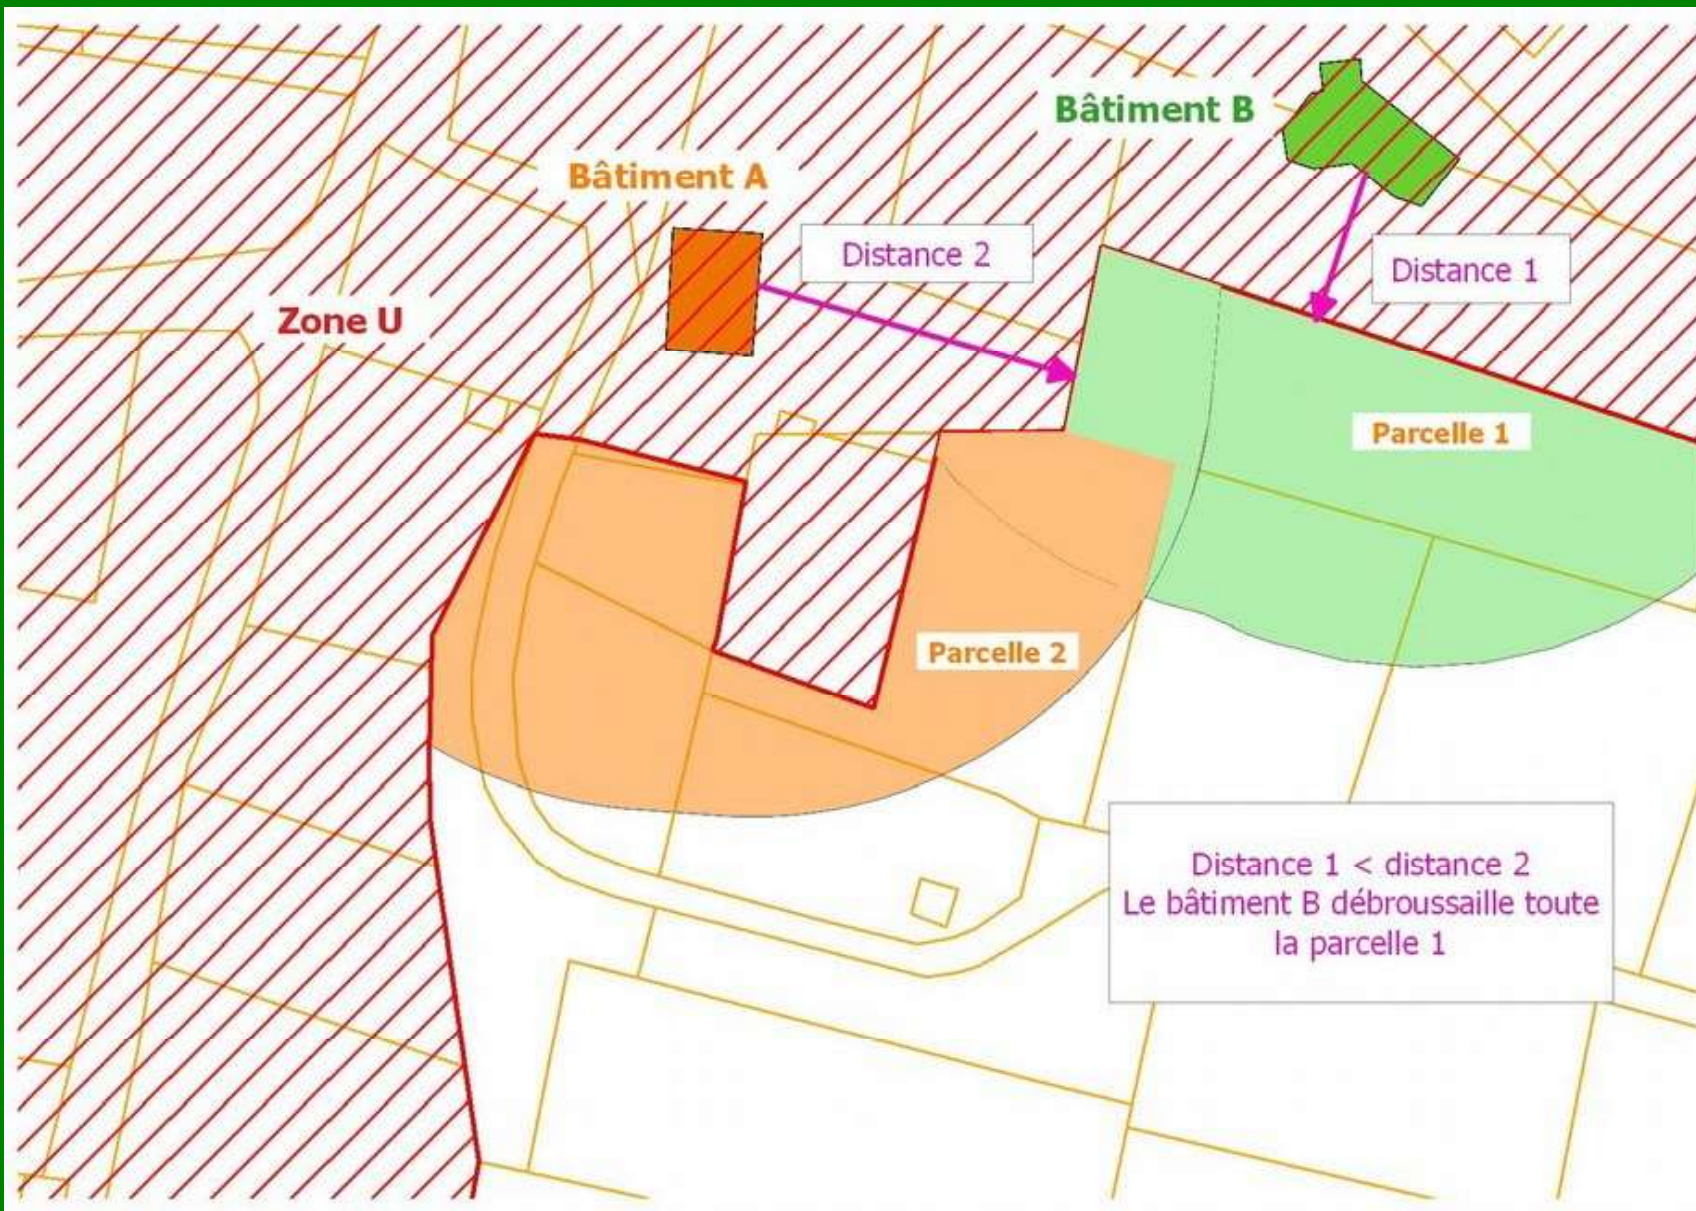 Bâtiment B
Bâtiment A
Distance 2
Distance 1
Zone U
Parcelle 1
Parcelle 2
Distance 1 < distance 2
Le bâtiment B débroussaille toute
la parcelle 1